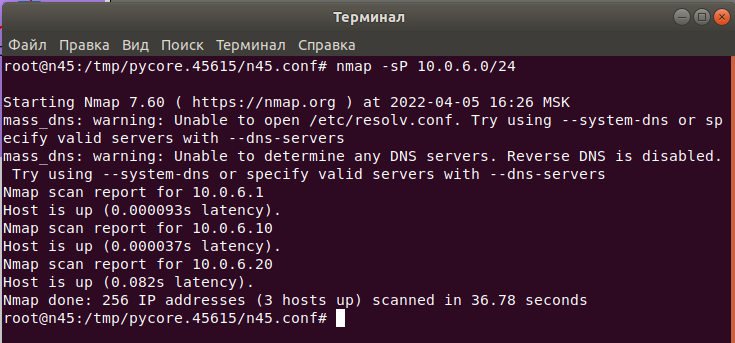 Терминал
Файл Правка Вид Поиск Терминал Справка
root@n45:/tmp/pycore.45615/n45.conf# nmap -sP 10.0.6.0/24
Starting Nmap 7.60 ( https://nmap.org ) at 2022-04-05 16:26 MSK
mass_dns: warning: Unable to open /etc/resolv.conf. Try using --system-dns or sp
ecify valid servers with --dns-servers
mass_dns: warning: Unable to determine any DNS servers. Reverse DNS is disabled.
 Try using --system-dns or specify valid servers with --dns-servers
Nmap scan report for 10.0.6.1
Host is up (0.000093s latency).
Nmap scan report for 10.0.6.10
Host is up (0.000037s latency).
Nmap scan report for 10.0.6.20
Host is up (0.082s latency).
Nmap done: 256 IP addresses (3 hosts up) scanned in 36.78 seconds
root@n45:/tmp/pycore.45615/n45.conf#